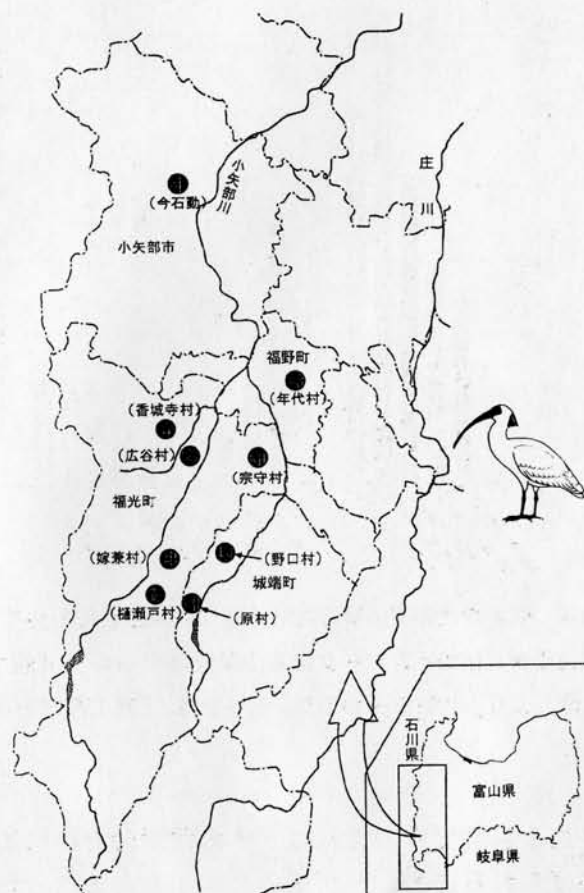 庄川
小矢部川
(今石動)
小矢部市
福野町
(年代村)
(香城寺村)
(広谷村)
(宗守村)
福光町
(嫁兼村)
(野口村)
城端町
(樋瀬戸村)
(原村)
石川県
富山県
岐阜県